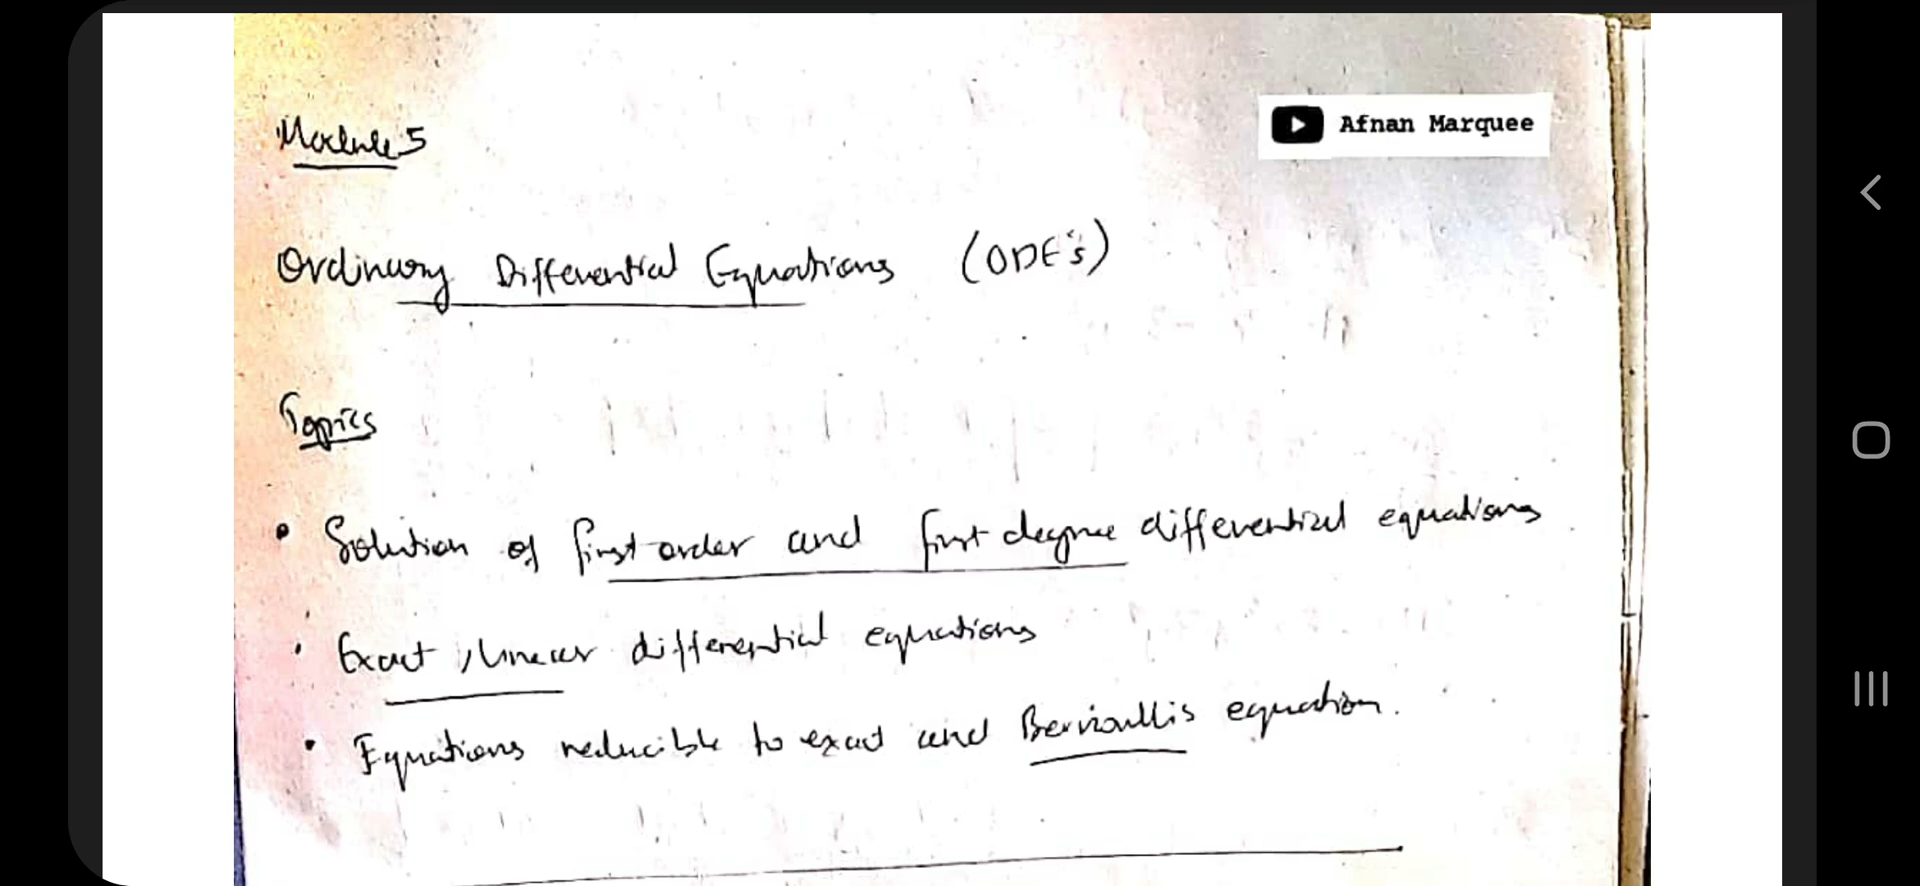 Module 5
Afnan Marquee
Ordinary Differential Equations (ODE's)
Topics
• Solution of first order and first degree differential equations
• Exact, linear differential equations
• Equations reducible to exact and Bernoullis equation.